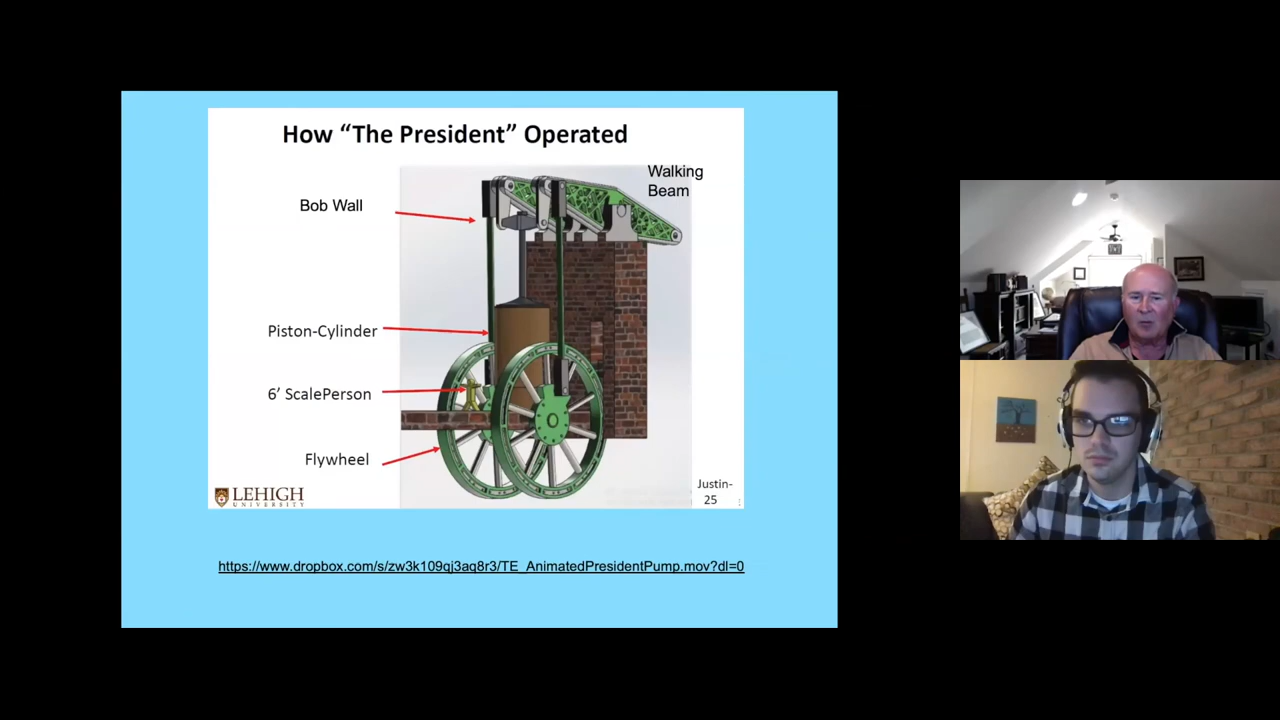 How “The President” Operated
Walking
Beam
Bob Wall
Piston-Cylinder
6’ ScalePerson
Flywheel
LEHIGH
UNIVERSITY
Justin-
25
https://www.dropbox.com/s/zw3k109qj3aq8r3/TE_AnimatedPresidentPump.mov?dl=0